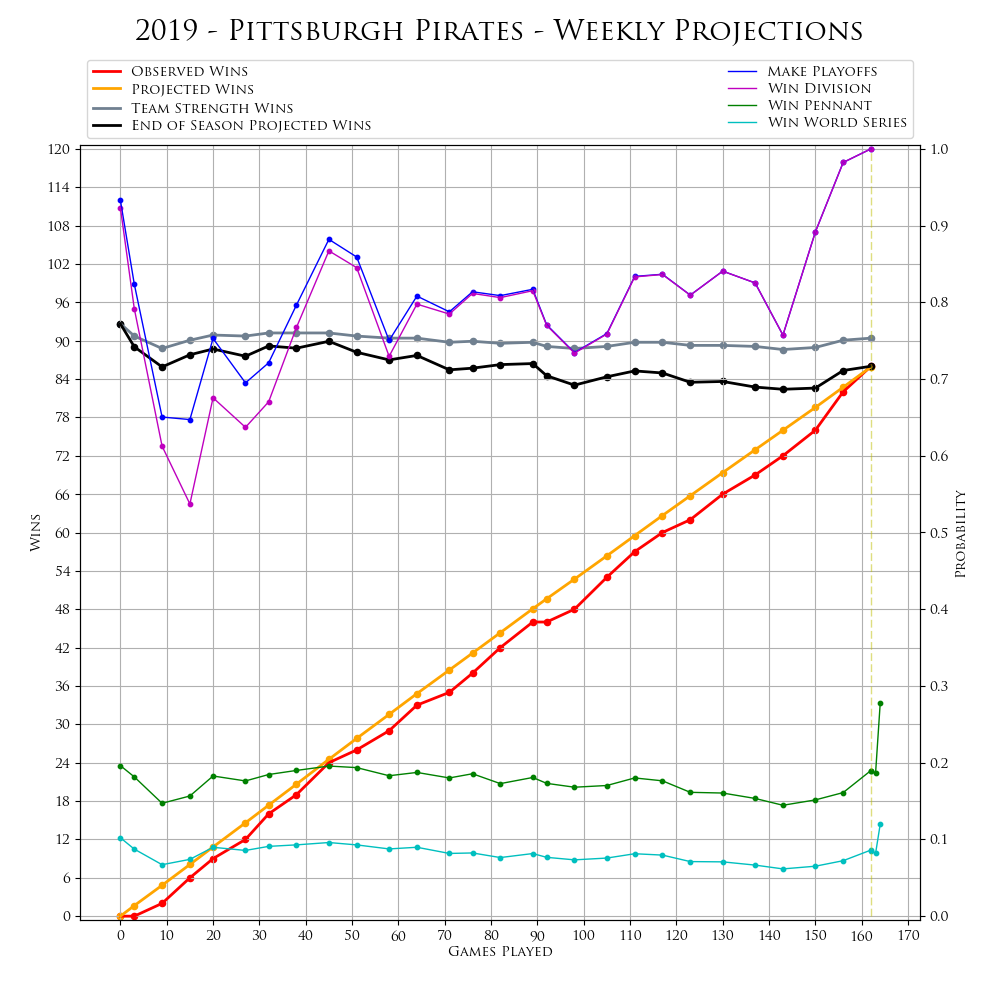 2019 - Pittsburgh Pirates - Weekly Projections
Observed Wins
Projected Wins
Team Strength Wins
End of Season Projected Wins
Make Playoffs
Win Division
Win Pennant
Win World Series
120
114
108
102
96
90
84
78
72
66
60
54
48
42
36
30
24
18
12
6
0
Wins
1.0
0.9
0.8
0.7
0.6
0.5
0.4
0.3
0.2
0.1
0.0
Probability
0 10 20 30 40 50 60 70 80 90 100 110 120 130 140 150 160 170
Games Played